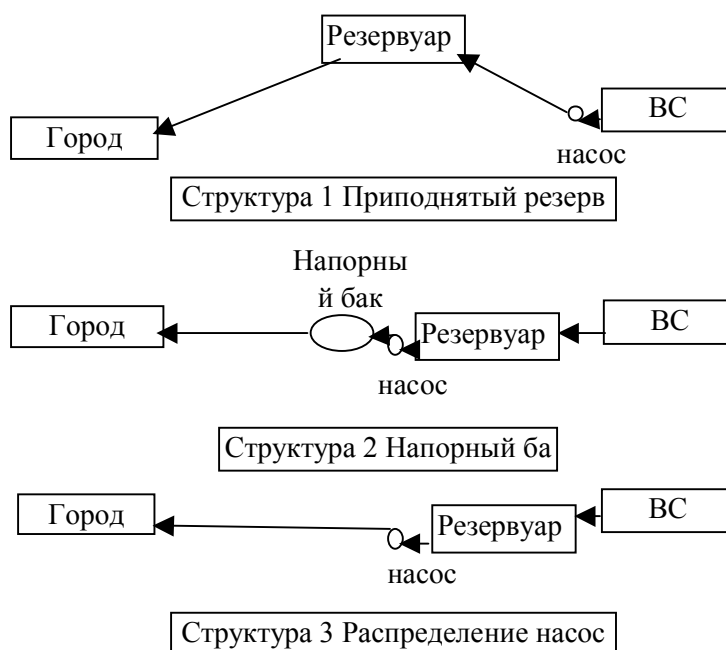 Резервуар
Город
ВС
насос
Структура 1 Приподнятый резерв
Напорны
й бак
Город
Резервуар
ВС
насос
Структура 2 Напорный ба
Город
Резервуар
ВС
насос
Структура 3 Распределение насос